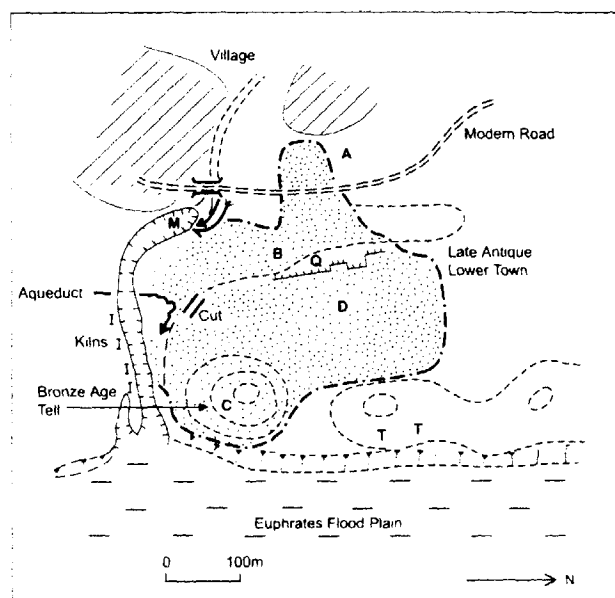 Village
A
Modern Road
M
B
Q
Late Antique
Lower Town
Aqueduct
D
Cut
Kilns
Bronze Age
Tell
C
T T
Euphrates Flood Plain
0 100m
N